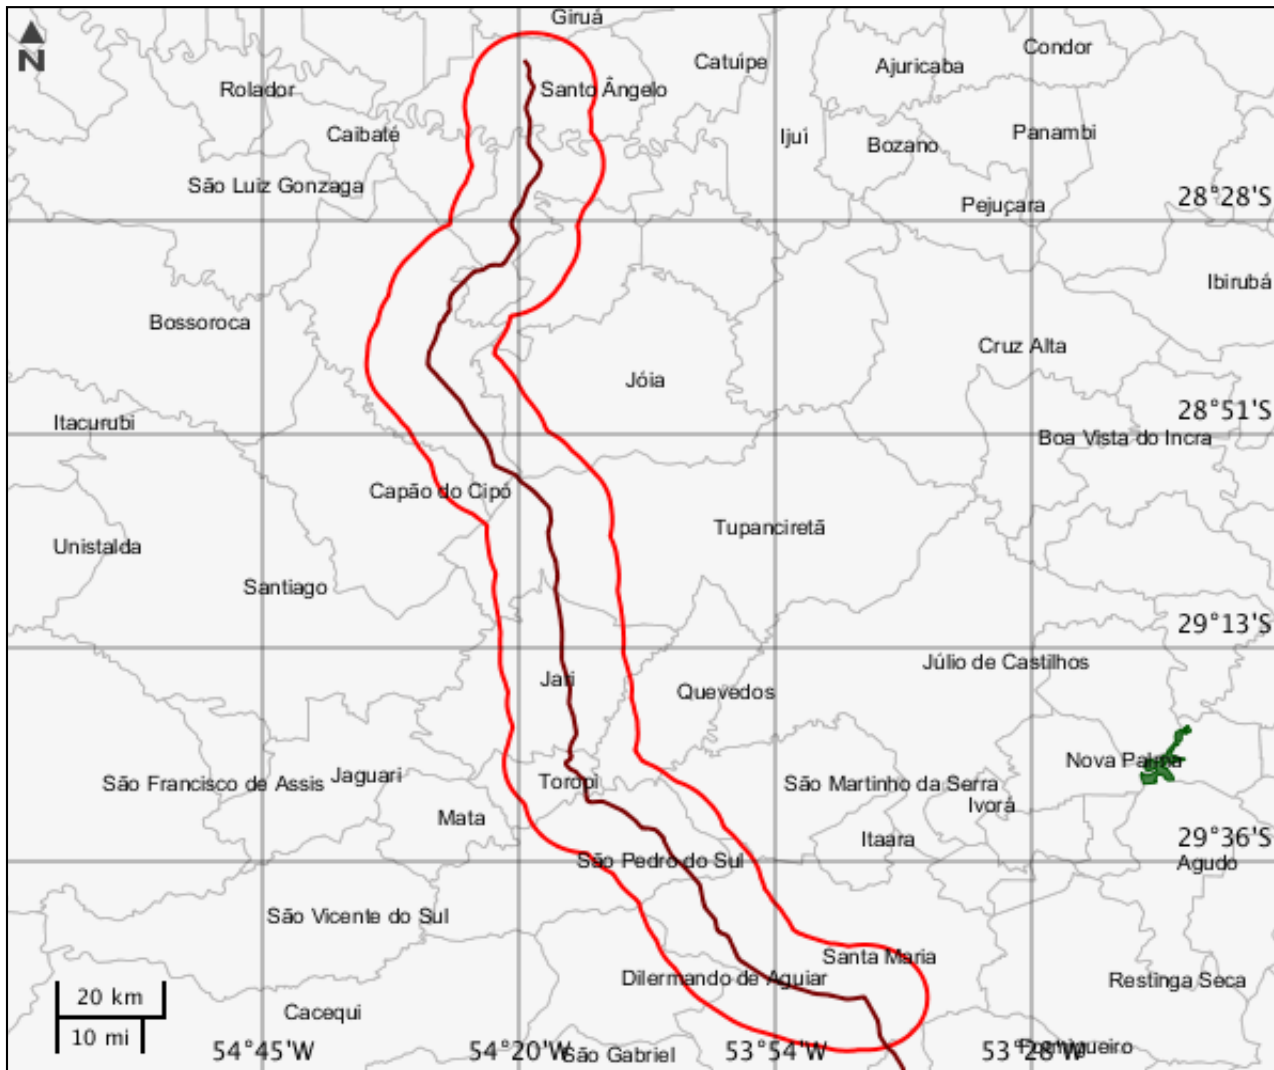 Giruá
N
Condor
Catuípe
Ajuricaba
Rolador
Santo Ângelo
Caibaté
Ijuí
Bozano
Panambi
São Luiz Gonzaga
Pejuçara
28°28'S
Ibirubá
Bossoroca
Cruz Alta
Jóia
28°51'S
Itacurubi
Boa Vista do Incra
Capão do Cipó
Tupanciretã
Unistalda
Santiago
29°13'S
Júlio de Castilhos
Jari
Quevedos
Nova Palma
Jaguari
São Francisco de Assis
Toropi
São Martinho da Serra
Ivorá
Mata
29°36'S
Itaara
São Pedro do Sul
Agudo
São Vicente do Sul
Santa Maria
Dilermando de Aguiar
Restinga Seca
20 km
10 mi
Cacequi
54°45'W
54°20'W
53°54'W
53°28'W
São Gabriel
Formigueiro